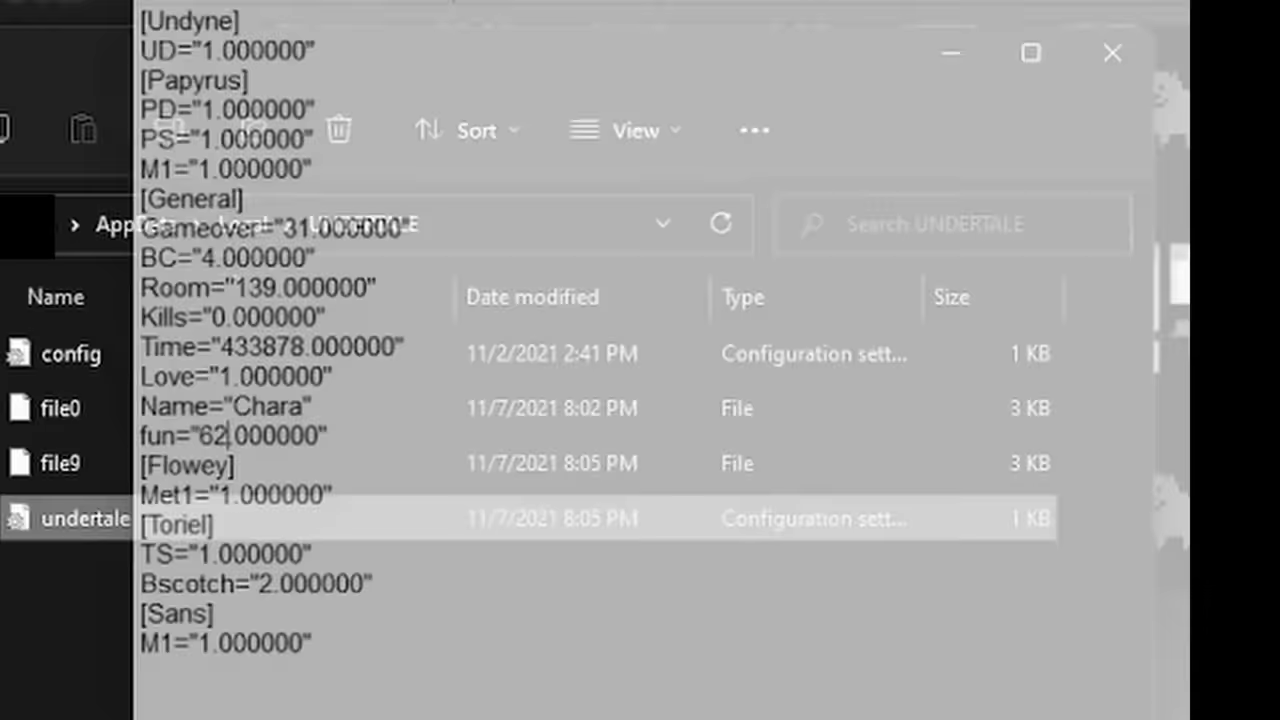 [Undyne]
UD="1.000000"
[Papyrus]
PD="1.000000"
PS="1.000000"
M1="1.000000"
[General]
Gameover="31.000000"
BC="4.000000"
Room="139.000000"
Kills="0.000000"
Time="433878.000000"
Love="1.000000"
Name="Chara"
fun="62.000000"
[Flowey]
Met1="1.000000"
[Toriel]
TS="1.000000"
Bscotch="2.000000"
[Sans]
M1="1.000000"
Sort View
Search UNDERTALE
Name Date modified Type Size
config 11/2/2021 2:41 PM Configuration sett... 1 KB
file0 11/7/2021 8:02 PM File 3 KB
file9 11/7/2021 8:05 PM File 3 KB
undertale 11/7/2021 8:05 PM Configuration sett... 1 KB